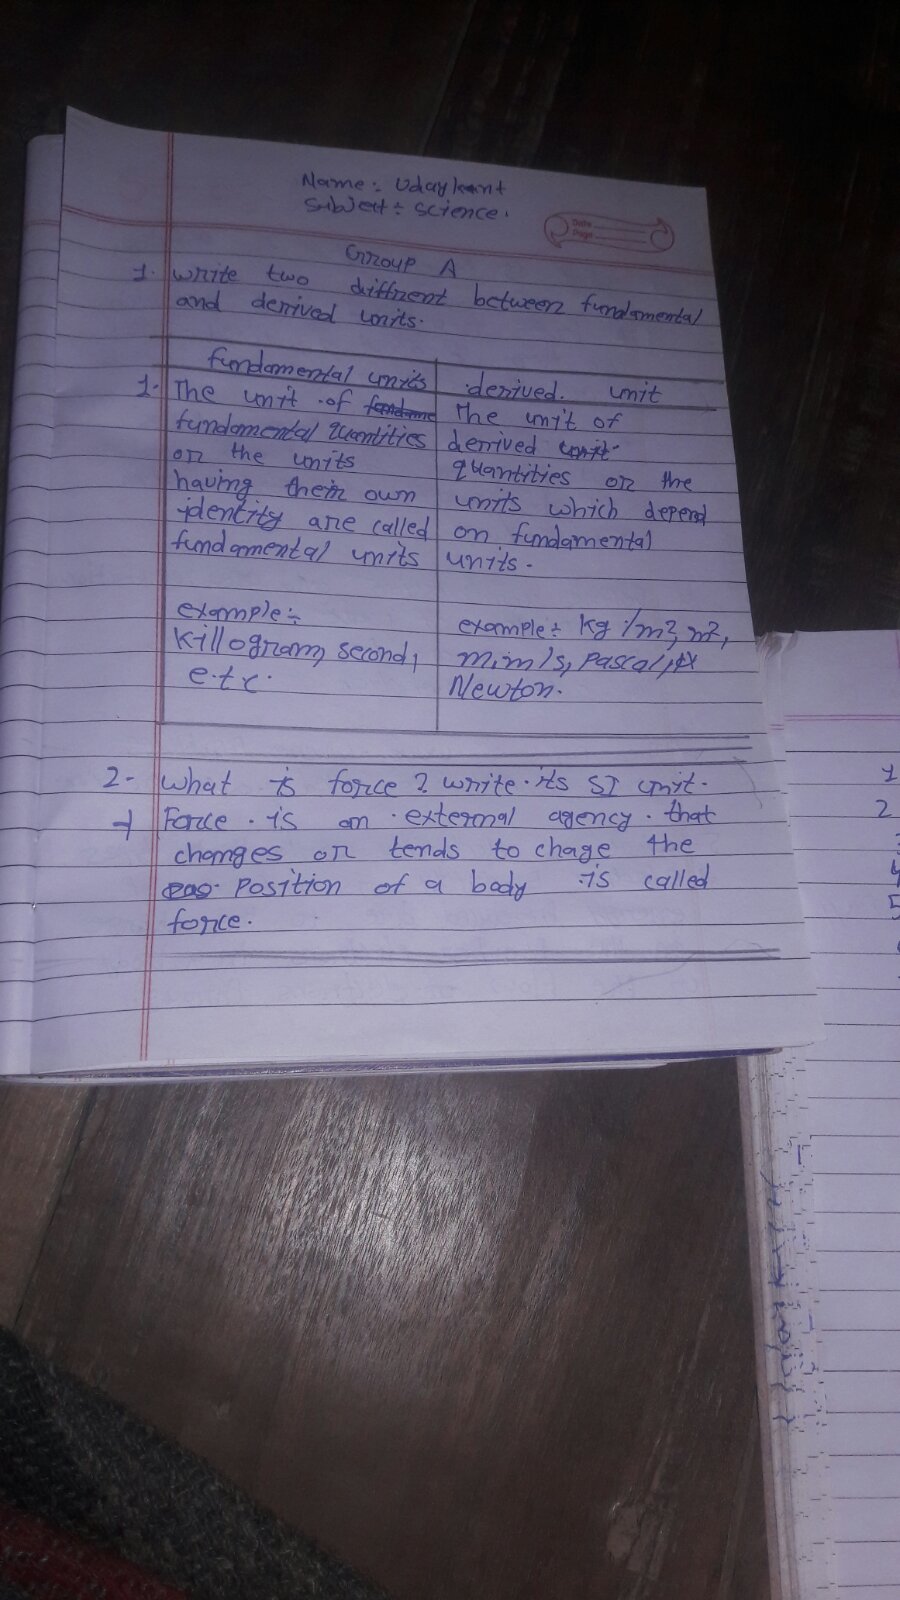 Name:- Udaykant
Subject:- science.
Date
Page
Group A
1. Write two diffrent between fundamental
and derived units.
fundamental units
derived. unit
1. The unit of
fundamental quantities
or the units
having their own
identity are called
fundamental units
example:-
Killogram, second,
e.t.c.
The unit of
derived unit
quantities or the
units which depend
on fundamental
units.
example:- kg/m3, m2,
pascal,
Newton.
2- What is force? write its SI unit.
→ Force is an external agency that
changes or tends to chage the
position of a body is called
force.
1
2
3
4
5